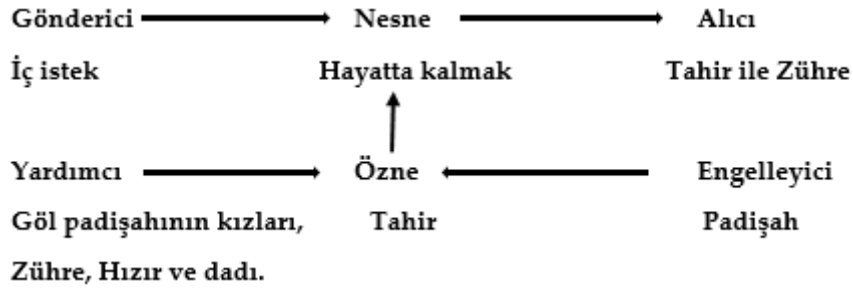 Gönderici Nesne Alıcı
İç istek Hayatta kalmak Tahir ile Zühre
Yardımcı Özne Engelleyici
Göl padişahının kızları, Tahir Padişah
Zühre, Hızır ve dadı.